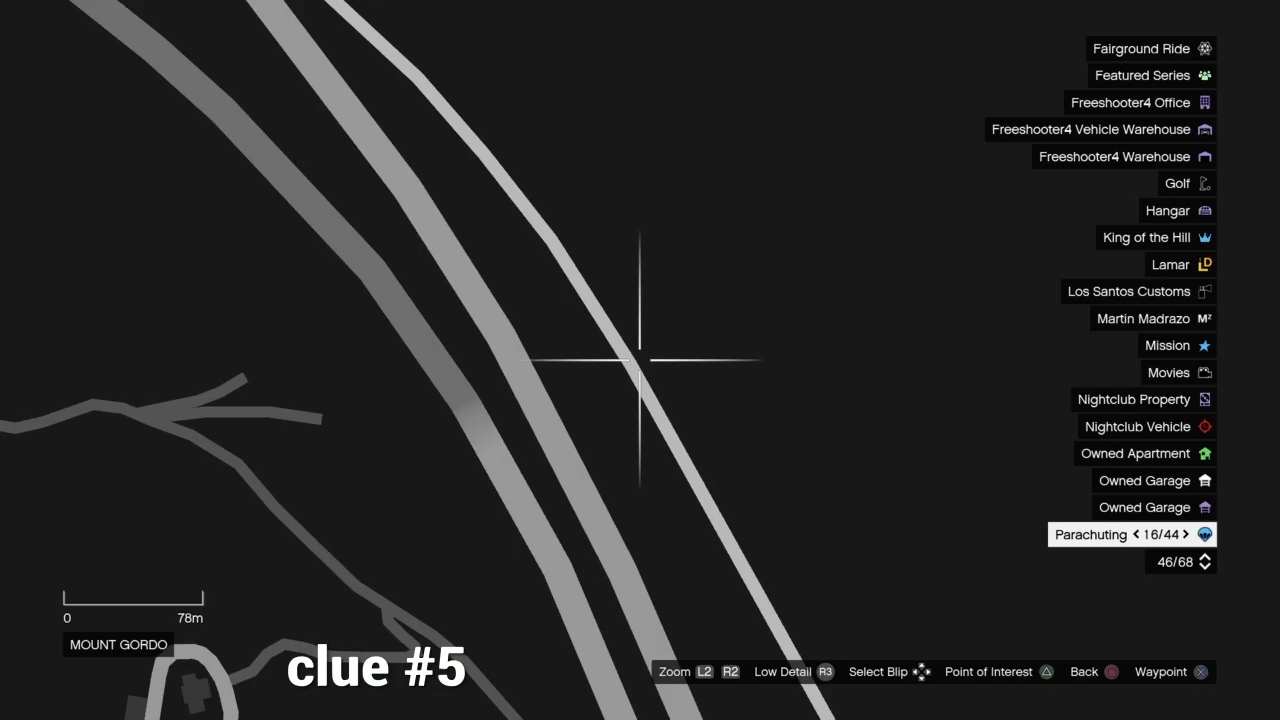 Fairground Ride
Featured Series
Freeshooter4 Office
Freeshooter4 Vehicle Warehouse
Freeshooter4 Warehouse
Golf
Hangar
King of the Hill
Lamar LD
Los Santos Customs
Martin Madrazo MZ
Mission
Movies
Nightclub Property
Nightclub Vehicle
Owned Apartment
Owned Garage
Owned Garage
Parachuting < 16/44 >
46/68
0 78m
MOUNT GORDO
clue #5
Zoom L2 R2 Low Detail R3 Select Blip Point of Interest Back Waypoint